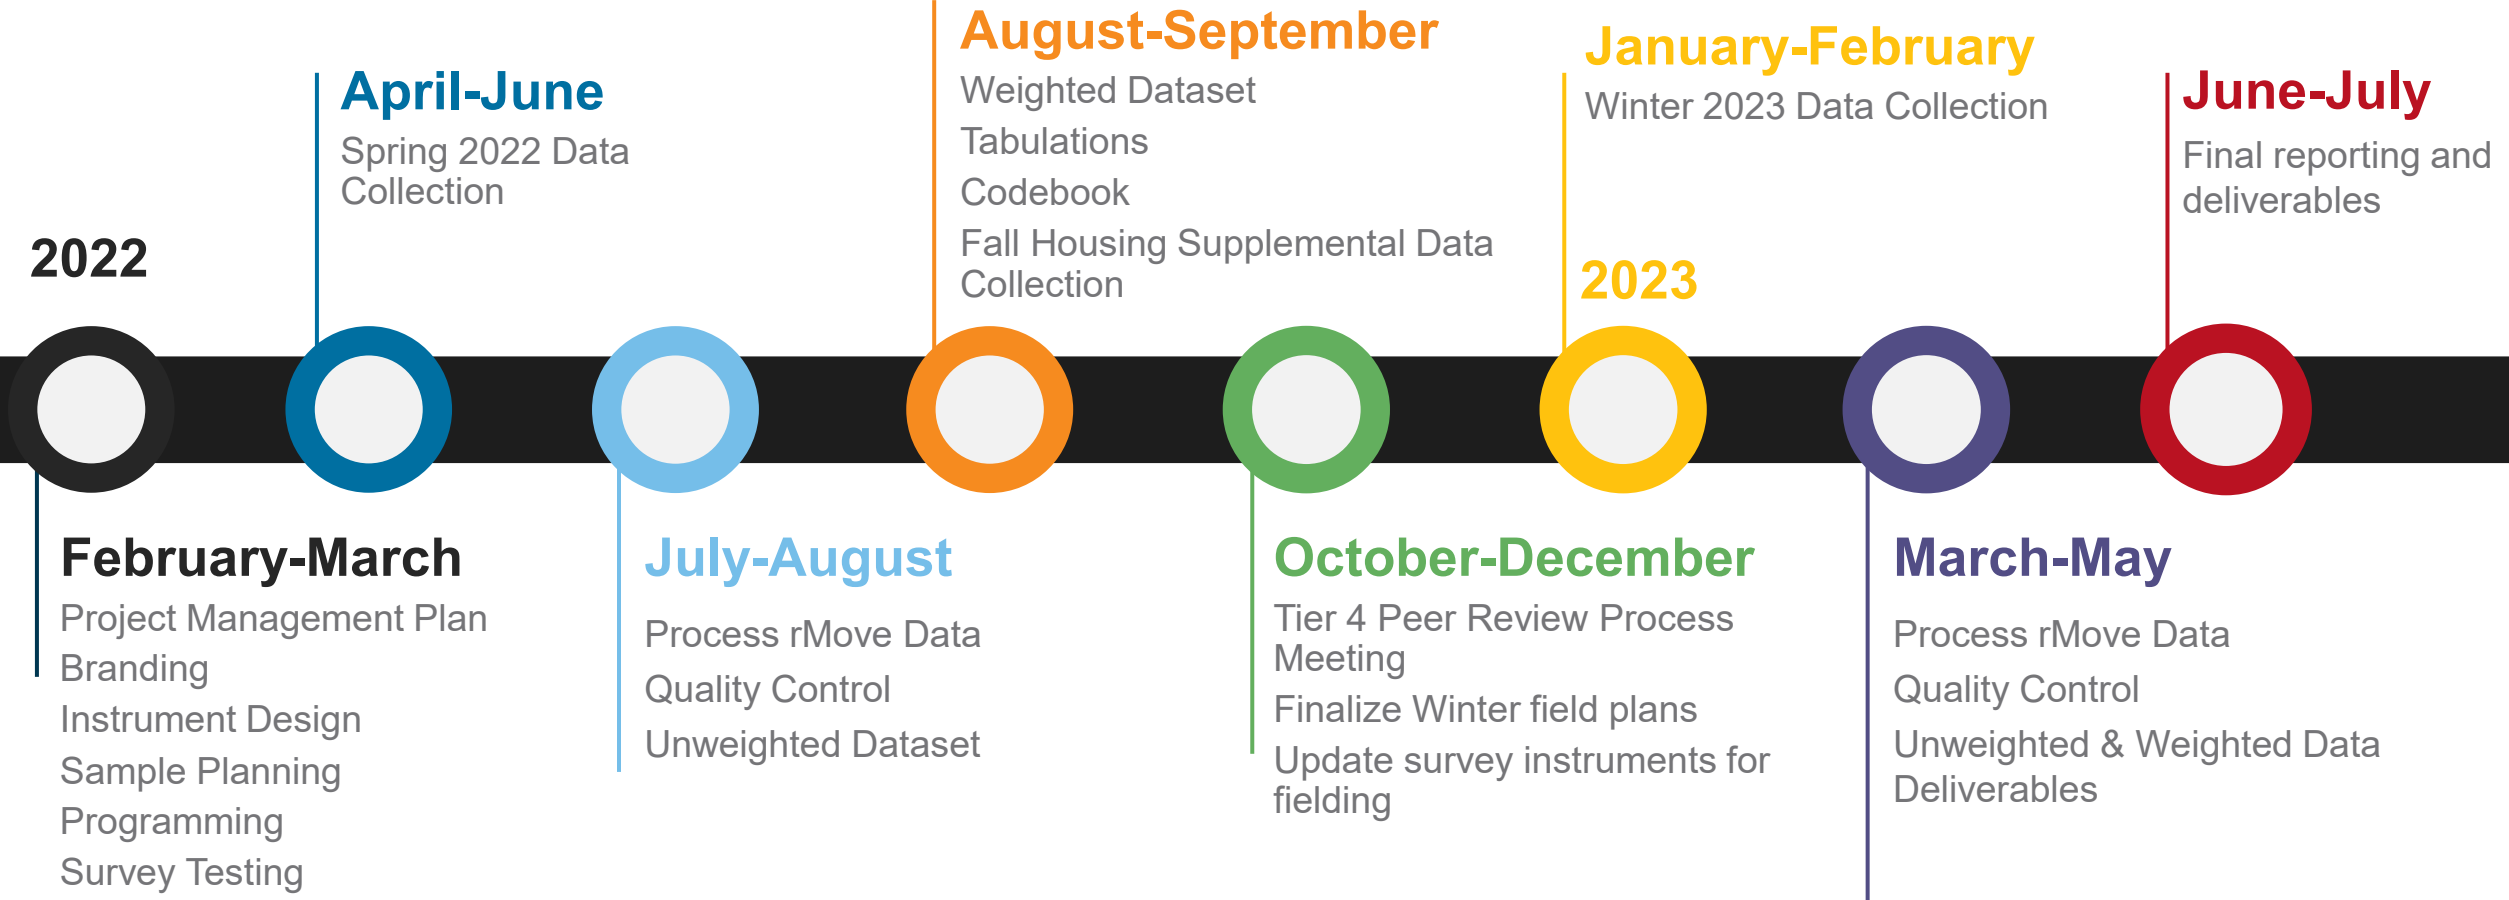 2022
February-March
Project Management Plan
Branding
Instrument Design
Sample Planning
Programming
Survey Testing
April-June
Spring 2022 Data
Collection
July-August
Process rMove Data
Quality Control
Unweighted Dataset
August-September
Weighted Dataset
Tabulations
Codebook
Fall Housing Supplemental Data
Collection
October-December
Tier 4 Peer Review Process
Meeting
Finalize Winter field plans
Update survey instruments for
fielding
January-February
Winter 2023 Data Collection
2023
March-May
Process rMove Data
Quality Control
Unweighted & Weighted Data
Deliverables
June-July
Final reporting and
deliverables